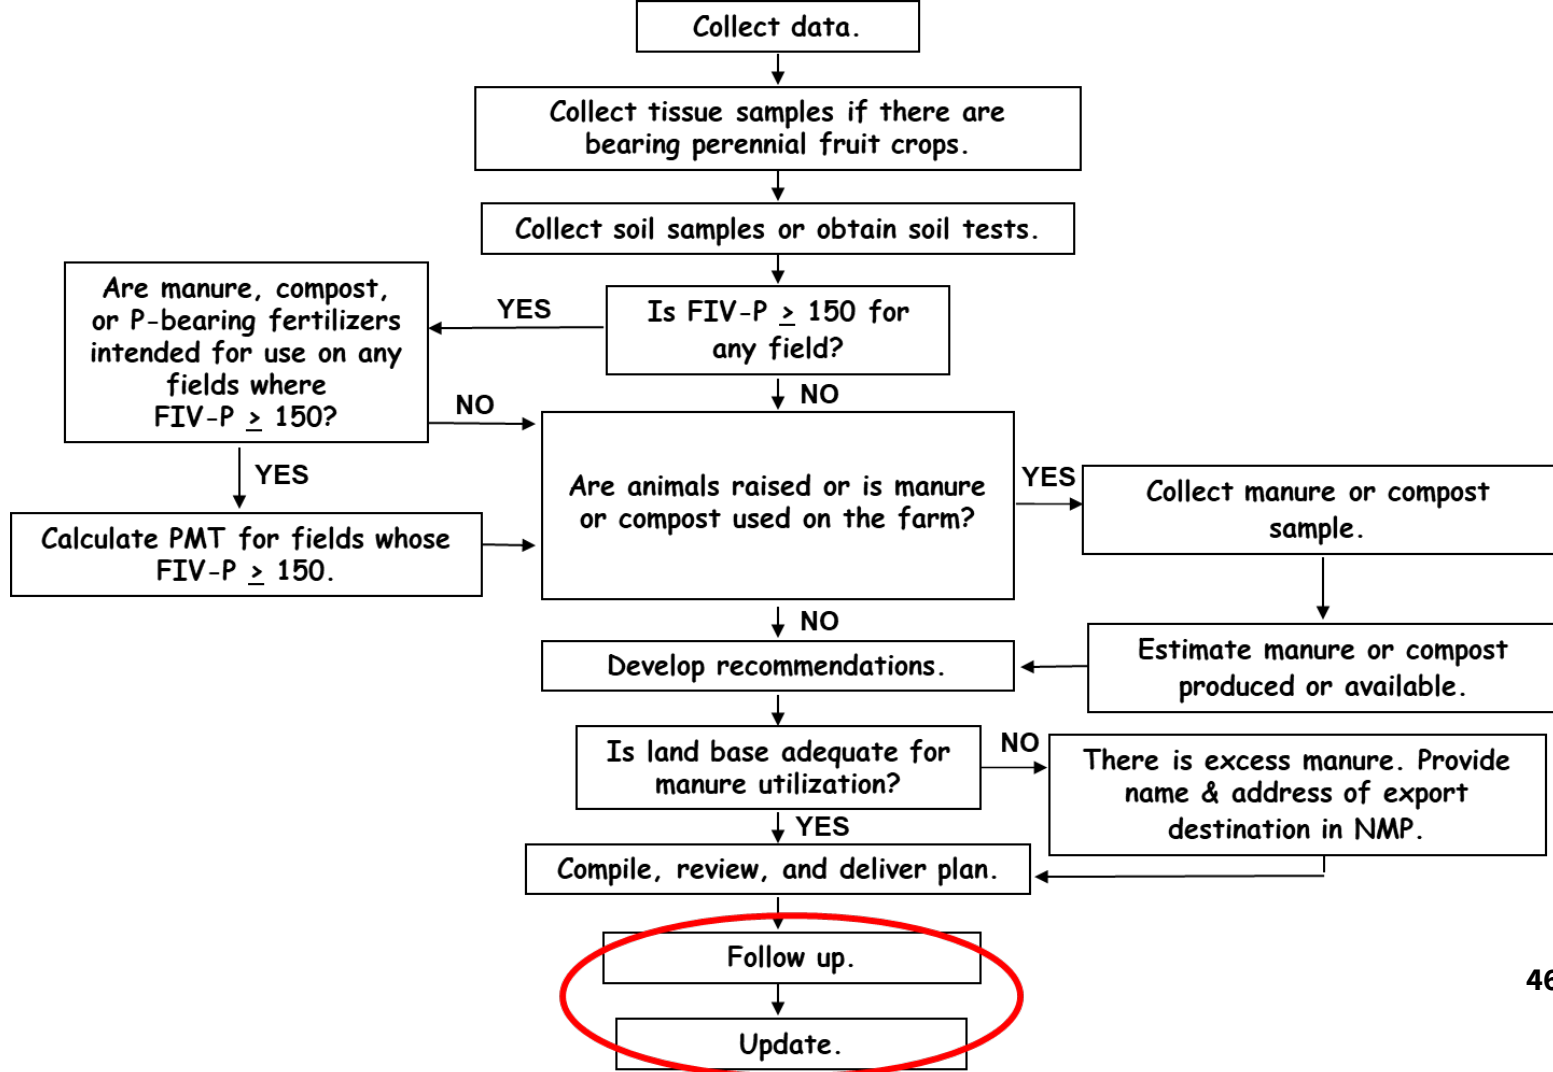 Collect data.
Collect tissue samples if there are
bearing perennial fruit crops.
Collect soil samples or obtain soil tests.
Is FIV-P ≥ 150 for
any field?
YES
NO
Are manure, compost,
or P-bearing fertilizers
intended for use on any
fields where
FIV-P ≥ 150?
NO
YES
Calculate PMT for fields whose
FIV-P ≥ 150.
Are animals raised or is manure
or compost used on the farm?
YES
Collect manure or compost
sample.
Estimate manure or compost
produced or available.
NO
Develop recommendations.
Is land base adequate for
manure utilization?
NO
There is excess manure. Provide
name & address of export
destination in NMP.
YES
Compile, review, and deliver plan.
Follow up.
Update.
46